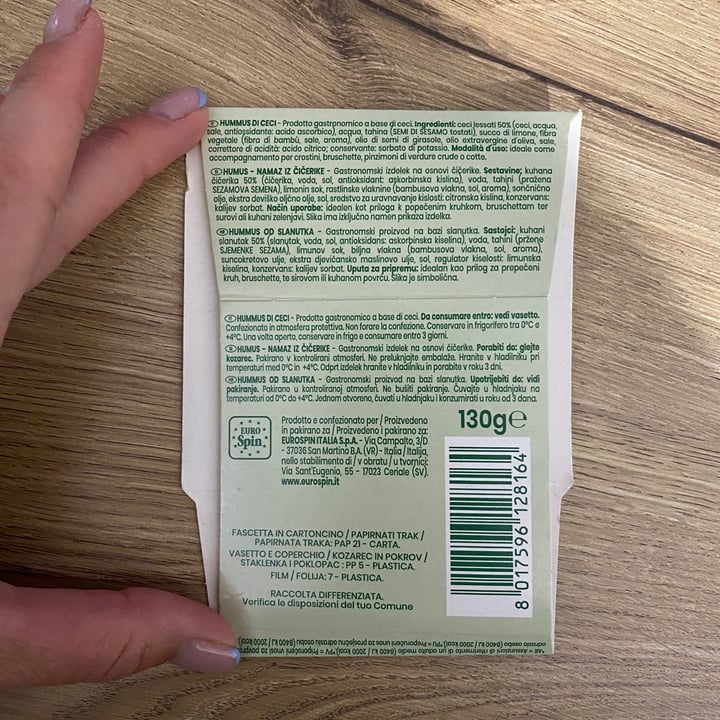 HUMMUS DI CECI - Prodotto gastronomico a base di ceci. Ingredienti: ceci lessati 50% (ceci, acqua,
sale, antiossidante: acido ascorbico), acqua, tahina (SEMI DI SESAMO tostati), succo di limone, fibra
vegetale (fibra di bambù, sale, aroma), olio di semi di girasole, olio extravergine d'oliva, sale,
correttore di acidità: acido citrico; conservante: sorbato di potassio. Modalità d'uso: ideale come
accompagnamento per crostini, bruschette, pinzimoni di verdure crude o cotte.
HUMUS - NAMAZ IZ ČIČERIKE - Gastronomski izdelek na osnovi čičerike. Sestavine: kuhana
čičerika 50% (čičerika, voda, sol, antioksidant: askorbinska kislina), voda, tahini (pražena
SEZAMOVA SEMENA), limonin sok, rastlinske vlaknine (bambusova vlakna, sol, aroma), sončnično
olje, ekstra deviško oljčno olje, sol, sredstvo za uravnavanje kislosti: citronska kislina, konzervans:
kalijev sorbat. Način uporabe: idealen kot priloga k popečenim kruhkom, bruschettam ter
surovi ali kuhani zelenjavi. Slika ima izključno namen prikaza izdelka.
HUMMUS OD SLANUTKA - Gastronomski proizvod na bazi slanutka. Sastojci: kuhani
slanutak 50% (slanutak, voda, sol, antioksidans: askorbinska kiselina), voda, tahini (pržene
SJEMENKE SEZAMA), limunov sok, biljna vlakna (bambusova vlakna, sol, aroma),
suncokretovo ulje, ekstra djevičansko maslinovo ulje, sol, regulator kiselosti: limunska
kiselina, konzervans: kalijev sorbat. Uputa za pripremu: idealan kao prilog za prepečeni
kruh, bruschette, te sirovom ili kuhanom povrću. Slika je simbolična.
HUMMUS DI CECI - Prodotto gastronomico a base di ceci. Da consumare entro: vedi vasetto.
Confezionato in atmosfera protettiva. Non forare la confezione. Conservare in frigorifero tra 0°C e
+4°C. Una volta aperto, conservare in frigo e consumare entro 3 giorni.
HUMUS - NAMAZ IZ ČIČERIKE - Gastronomski izdelek na osnovi čičerike. Porabiti do: glejte
kozarec. Pakirano v kontrolirani atmosferi. Ne preluknjajte embalaže. Hranite v hladilniku pri
temperaturi med 0°C in +4°C. Odprt izdelek hranite v hladilniku in porabite v roku 3 dni.
HUMMUS OD SLANUTKA - Gastronomski proizvod na bazi slanutka. Upotrijebiti do: vidi
pakiranje. Pakirano u kontroliranoj atmosferi. Ne bušiti pakiranje. Čuvajte u hladnjaku na
temperaturi od 0°C do +4°C. Jednom otvoreno, čuvati u hladnjaku i konzumirati u roku od 3 dana.
130g℮
EURO
Spin
Prodotto e confezionato per / Proizvedeno
in pakirano za / Proizvedeno i pakirano za:
EUROSPIN ITALIA S.p.A. - Via Campalto, 3/D
- 37036 San Martino B.A. (VR) - Italia / Italija,
nello stabilimento di / v obratu / u tvornici:
Via Sant'Eugenio, 55 - 17023 Ceriale (SV).
www.eurospin.it
8 017596 128164
FASCETTA IN CARTONCINO / PAPIRNATI TRAK /
PAPIRNATA TRAKA: PAP 21 - CARTA.
VASETTO E COPERCHIO / KOZAREC IN POKROV /
STAKLENKA I POKLOPAC : PP 5 - PLASTICA.
FILM / FOLIJA: 7 - PLASTICA.
RACCOLTA DIFFERENZIATA.
Verifica le disposizioni del tuo Comune